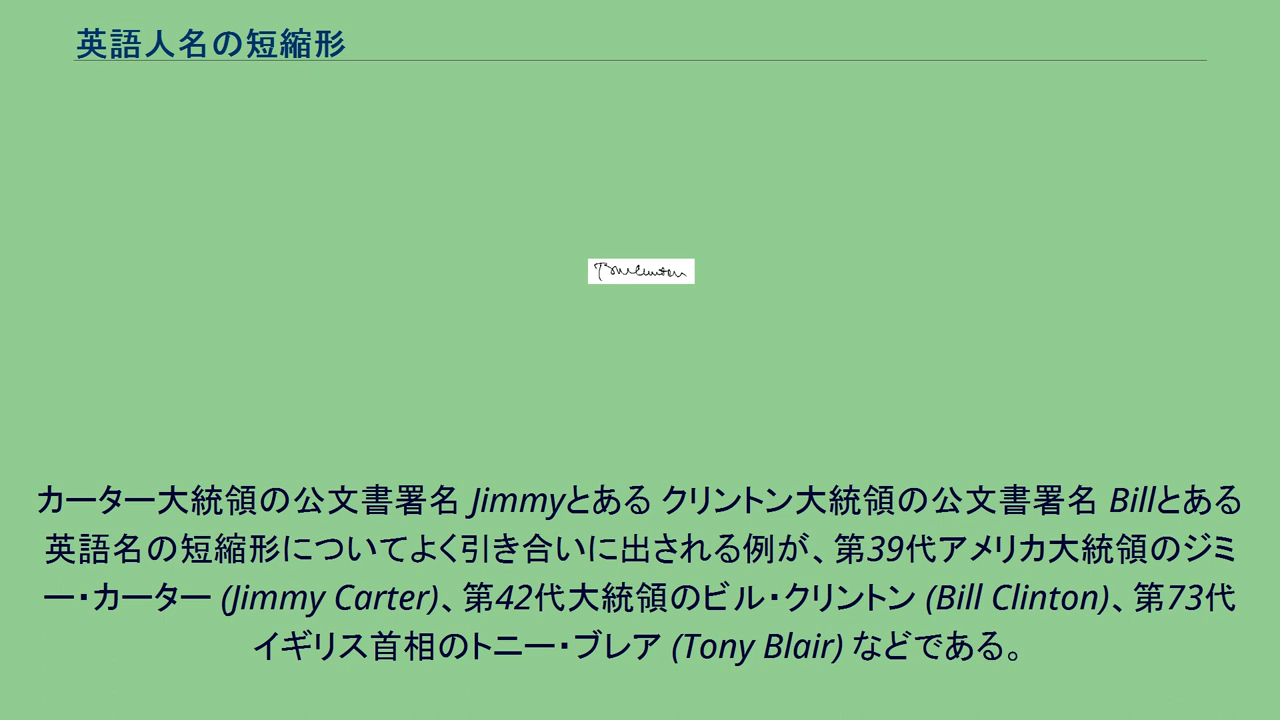 英語人名の短縮形
Bill Clinton
カーター大統領の公文書署名 Jimmyとある クリントン大統領の公文書署名 Billとある
英語名の短縮形についてよく引き合いに出される例が、第39代アメリカ大統領のジミ
ー・カーター (Jimmy Carter)、第42代大統領のビル・クリントン (Bill Clinton)、第73代
イギリス首相のトニー・ブレア (Tony Blair) などである。